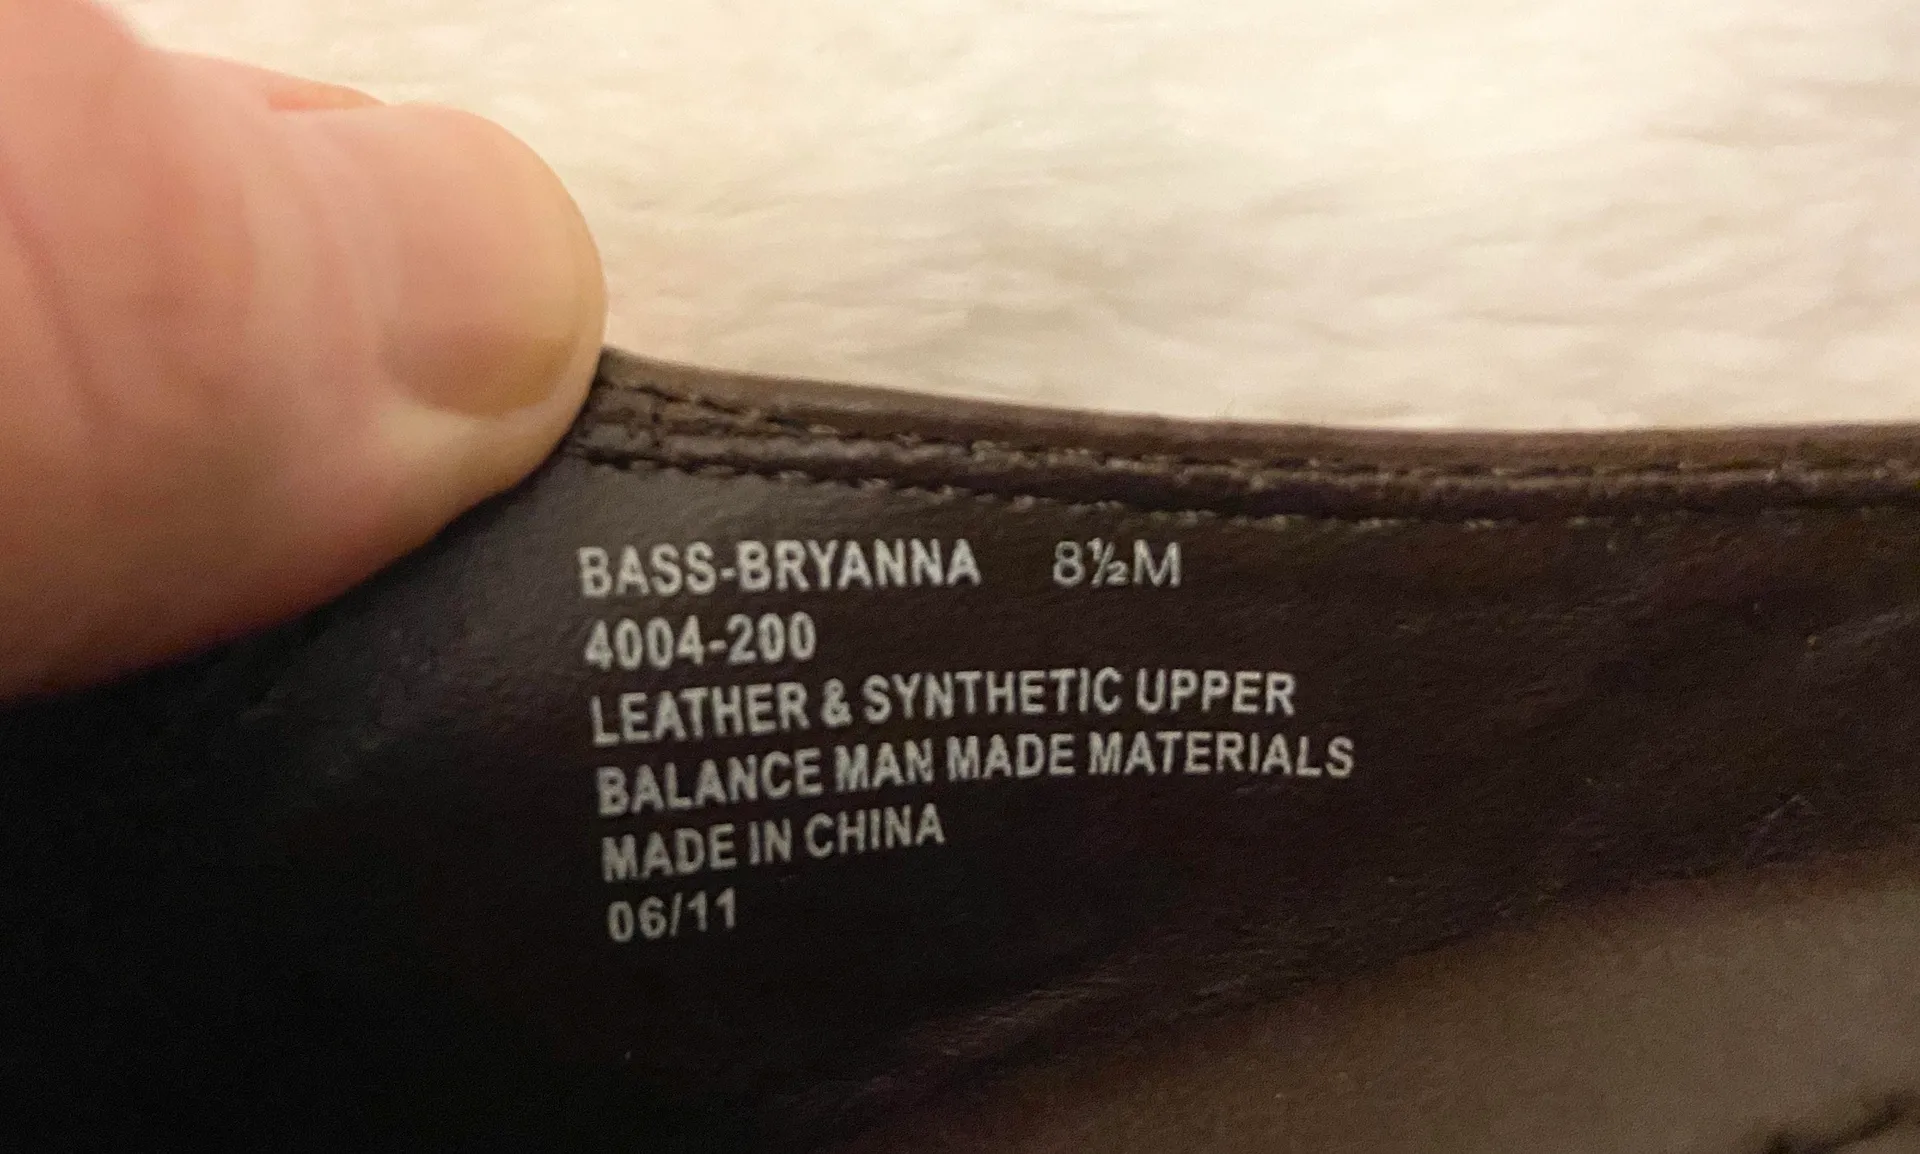 BASS-BRYANNA 8½M
4004-200
LEATHER & SYNTHETIC UPPER
BALANCE MAN MADE MATERIALS
MADE IN CHINA
06/11